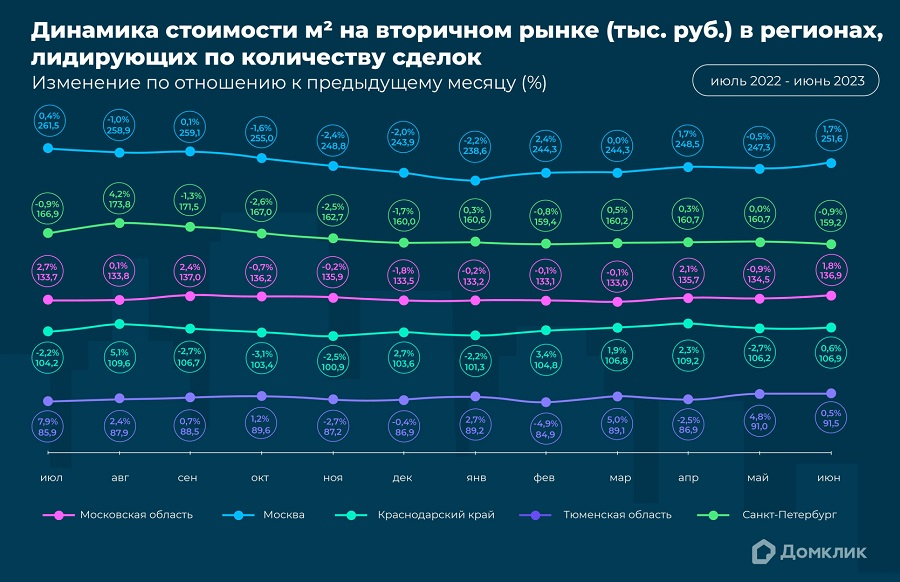 Динамика стоимости м² на вторичном рынке (тыс. руб.) в регионах,
лидирующих по количеству сделок
Изменение по отношению к предыдущему месяцу (%)
июль 2022 - июнь 2023
0,4% -1,0% 0,1% -1,6% -2,4% -2,0% -2,2% 2,4% 0,0% 1,7% -0,5% 1,7%
261,5 258,9 259,1 255,0 248,8 243,9 238,6 244,3 244,3 248,5 247,3 251,6
-0,9% 4,2% -1,3% -2,6% -2,5% -1,7% 0,3% -0,8% 0,5% 0,3% 0,0% -0,9%
166,9 173,8 171,5 167,0 162,7 160,0 160,6 159,4 160,2 160,7 160,7 159,2
2,7% 0,1% 2,4% -0,7% -0,2% -1,8% -0,2% -0,1% -0,1% 2,1% -0,9% 1,8%
133,7 133,8 137,0 136,2 135,9 133,5 133,2 133,1 133,0 135,7 134,5 136,9
-2,2% 5,1% -2,7% -3,1% -2,5% 2,7% -2,2% 3,4% 1,9% 2,3% -2,7% 0,6%
104,2 109,6 106,7 103,4 100,9 103,6 101,3 104,8 106,8 109,2 106,2 106,9
7,9% 2,4% 0,7% 1,2% -2,7% -0,4% 2,7% -4,9% 5,0% -2,5% 4,8% 0,5%
85,9 87,9 88,5 89,6 87,2 86,9 89,2 84,9 89,1 86,9 91,0 91,5
июл авг сен окт ноя дек янв фев мар апр май июн
Московская область Москва Краснодарский край Тюменская область Санкт-Петербург
Домклик